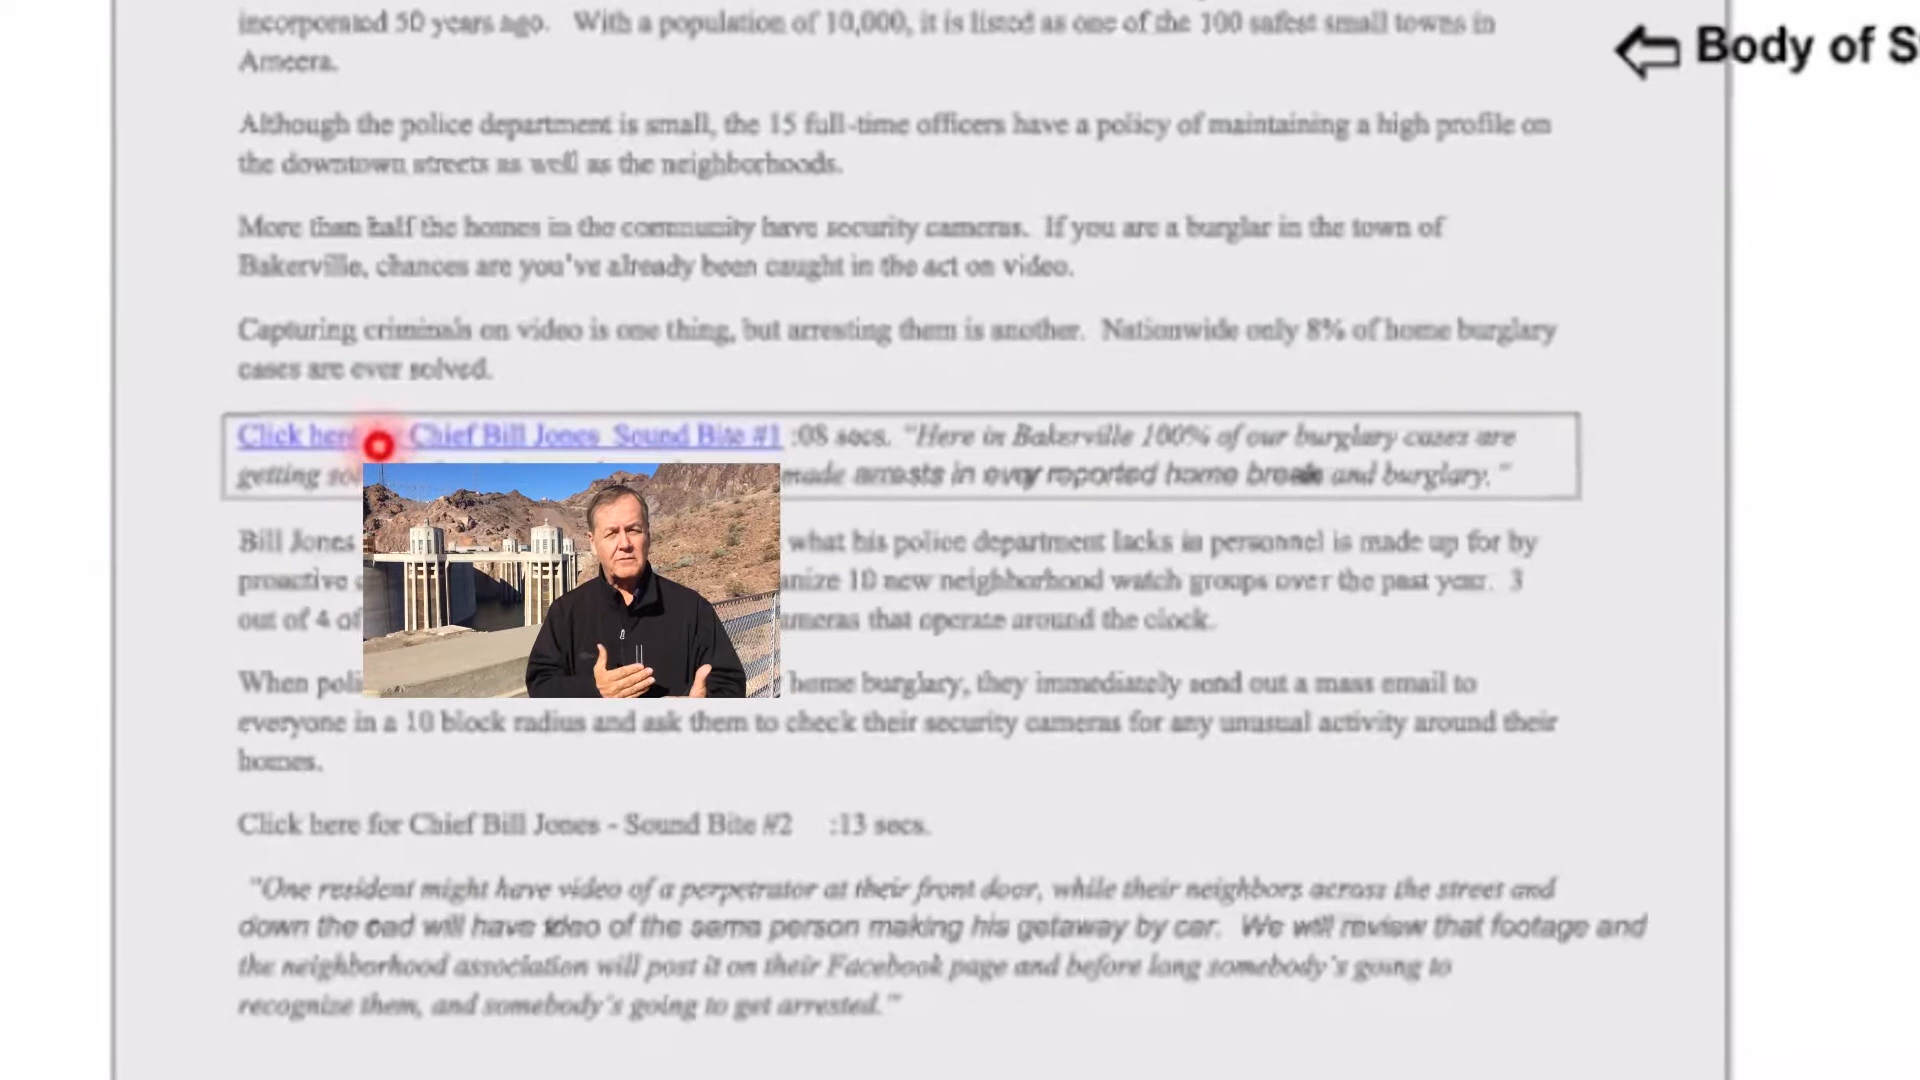 incorporated 50 years ago. With a population of 10,000, it is listed as one of the 100 safest small towns in
Body of S
Ameera.
Although the police department is small, the 15 full-time officers have a policy of maintaining a high profile on
the downtown streets as well as the neighborhoods.
More than half the homes in the community have security cameras. If you are a burglar in the town of
Bakerville, chances are you've already been caught in the act on video.
Capturing criminals on video is one thing, but arresting them is another. Nationwide only 8% of home burglary
cases are ever solved.
Click here Chief Bill Jones Sound Bite #1 :08 secs. "Here in Bakerville 100% of our burglary cases are
getting made arrests in evry reported home break and burglary."
Bill Jones what his police department lacks in personnel is made up for by
proactive 10 new neighborhood watch groups over the past year. 3
out of 4 of that operate around the clock.
When home burglary, they immediately send out a mass email to
everyone in a 10 block radius and ask them to check their security cameras for any unusual activity around their
homes.
Click here for Chief Bill Jones - Sound Bite #2 :13 secs.
"One resident might have video of a perpetrator at their front door, while their neighbors across the street and
down the will have of the same person making his getaway by car. We will review that footage and
the neighborhood association will post it on their Facebook page and before long somebody's going to
recognize them, and somebody's going to get arrested."